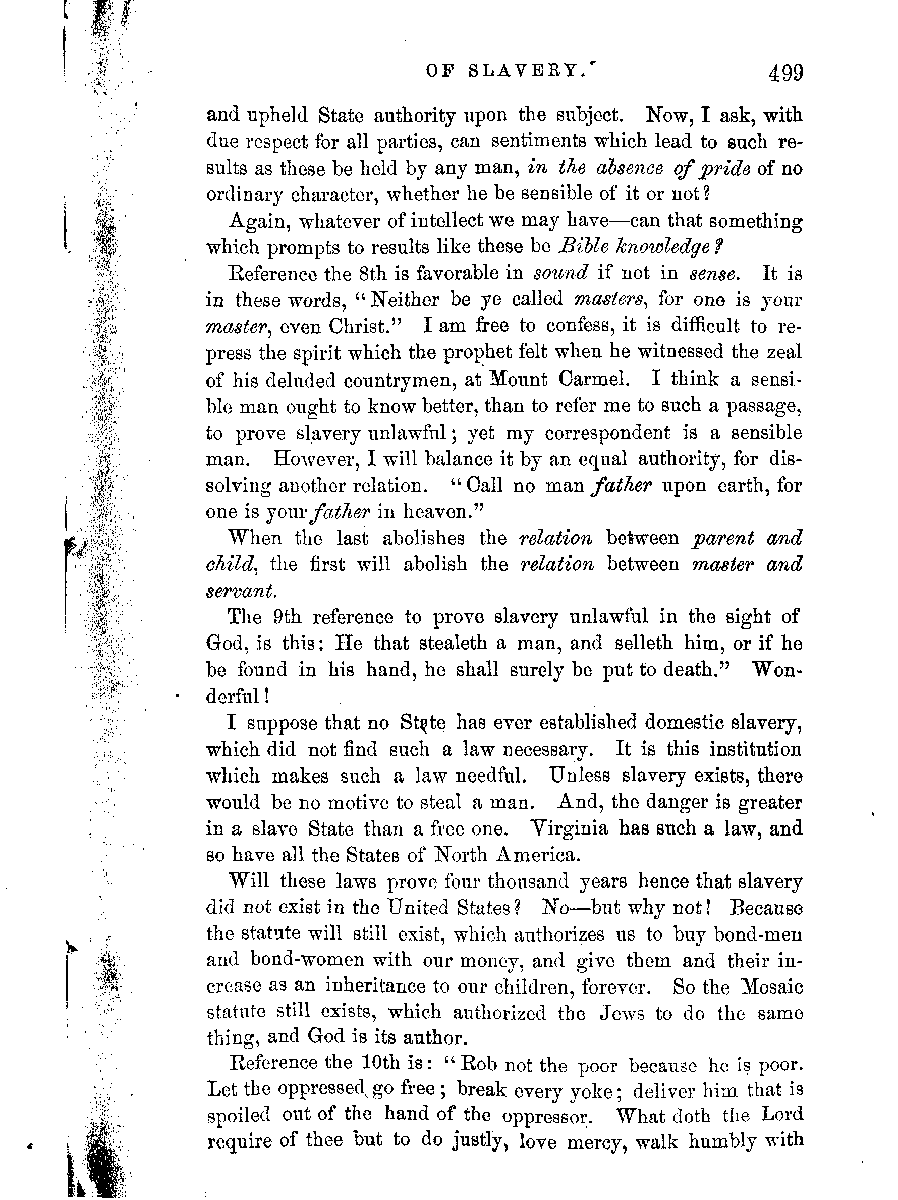 OF SLAVERY. 499
and upheld State authority upon the subject. Now, I ask, with
due respect for all parties, can sentiments which lead to such re-
sults as these be held by any man, in the absence of pride of no
ordinary character, whether he be sensible of it or not?
Again, whatever of intellect we may have—can that something
which prompts to results like these be Bible knowledge?
Reference the 8th is favorable in sound if not in sense. It is
in these words, "Neither be ye called masters, for one is your
master, even Christ." I am free to confess, it is difficult to re-
press the spirit which the prophet felt when he witnessed the zeal
of his deluded countrymen, at Mount Carmel. I think a sensi-
ble man ought to know better, than to refer me to such a passage,
to prove slavery unlawful; yet my correspondent is a sensible
man. However, I will balance it by an equal authority, for dis-
solving another relation. "Call no man father upon earth, for
one is your father in heaven."
When the last abolishes the relation between parent and
child, the first will abolish the relation between master and
servant.
The 9th reference to prove slavery unlawful in the sight of
God, is this: He that stealeth a man, and selleth him, or if he
be found in his hand, he shall surely be put to death." Won-
derful!
I suppose that no State has ever established domestic slavery,
which did not find such a law necessary. It is this institution
which makes such a law needful. Unless slavery exists, there
would be no motive to steal a man. And, the danger is greater
in a slave State than a free one. Virginia has such a law, and
so have all the States of North America.
Will these laws prove four thousand years hence that slavery
did not exist in the United States? No—but why not! Because
the statute will still exist, which authorizes us to buy bond-men
and bond-women with our money, and give them and their in-
crease as an inheritance to our children, forever. So the Mosaic
statute still exists, which authorized the Jews to do the same
thing, and God is its author.
Reference the 10th is: "Rob not the poor because he is poor.
Let the oppressed go free; break every yoke; deliver him that is
spoiled out of the hand of the oppressor. What doth the Lord
require of thee but to do justly, love mercy, walk humbly with